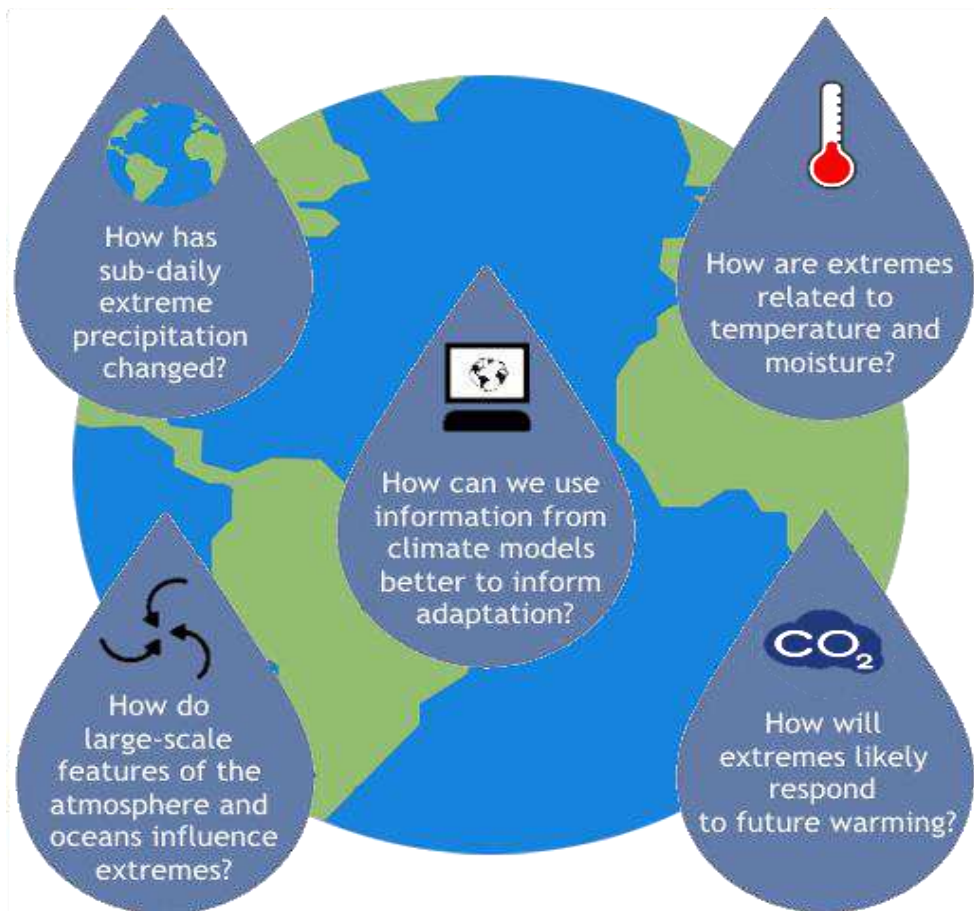 How has
sub-daily
extreme
precipitation
changed?
How are extremes
related to
temperature and
moisture?
How can we use
information from
climate models
better to inform
adaptation?
How do
large-scale
features of the
atmosphere and
oceans influence
extremes?
CO₂
How will
extremes likely
respond
to future warming?